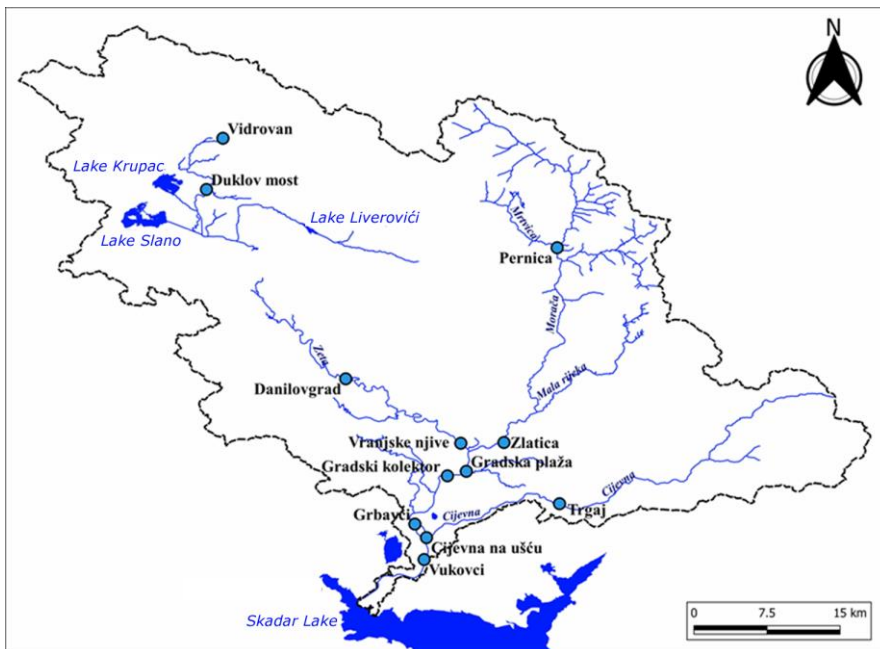 N
Vidrovan
Lake Krupac
Duklov most
Lake Liverovići
Lake Slano
Mrtvica
Pernica
Morača
Zeta
Mala rijeka
Danilovgrad
Vranjske njive
Zlatica
Gradski kolektor
Gradska plaža
Cijevna
Trgaj
Grbavci
Cijevna
Cijevna na ušću
Vukovci
Skadar Lake
0 7.5 15 km